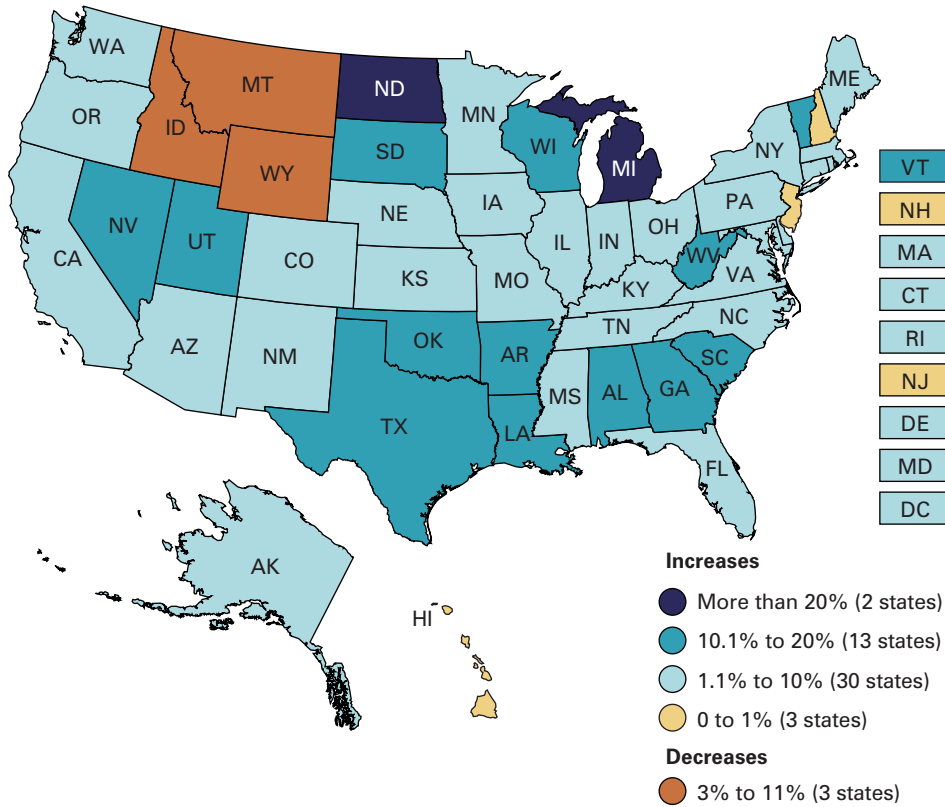 WA
MT
ND
MN
ME
OR
ID
SD
WI
NY
WY
MI
VT
NE
IA
PA
NH
NV
UT
CO
IL
IN
OH
MA
CA
KS
MO
WV
VA
CT
KY
RI
AZ
NM
OK
AR
TN
NC
NJ
TX
LA
MS
AL
GA
SC
DE
FL
MD
DC
AK
HI
Increases
More than 20% (2 states)
10.1% to 20% (13 states)
1.1% to 10% (30 states)
0 to 1% (3 states)
Decreases
3% to 11% (3 states)